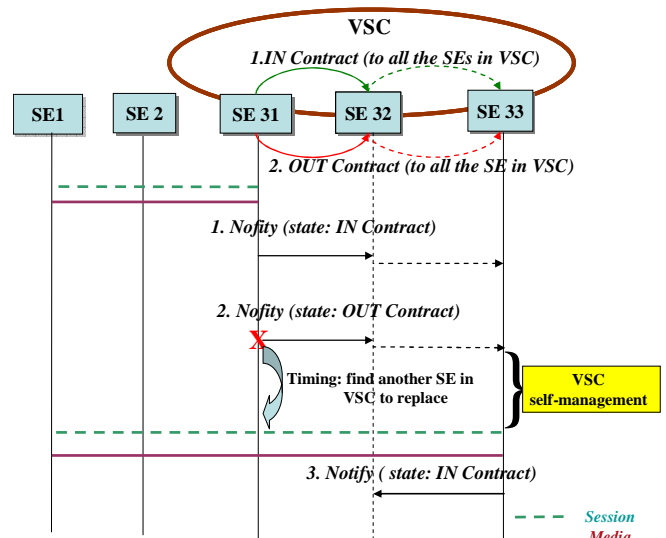 VSC
1.IN Contract (to all the SEs in VSC)
SE1
SE 2
SE 31
SE 32
SE 33
2. OUT Contract (to all the SE in VSC)
1. Nofity (state: IN Contract)
2. Nofity (state: OUT Contract)
X
Timing: find another SE in
VSC to replace
VSC
self-management
3. Notify ( state: IN Contract)
Session
Media